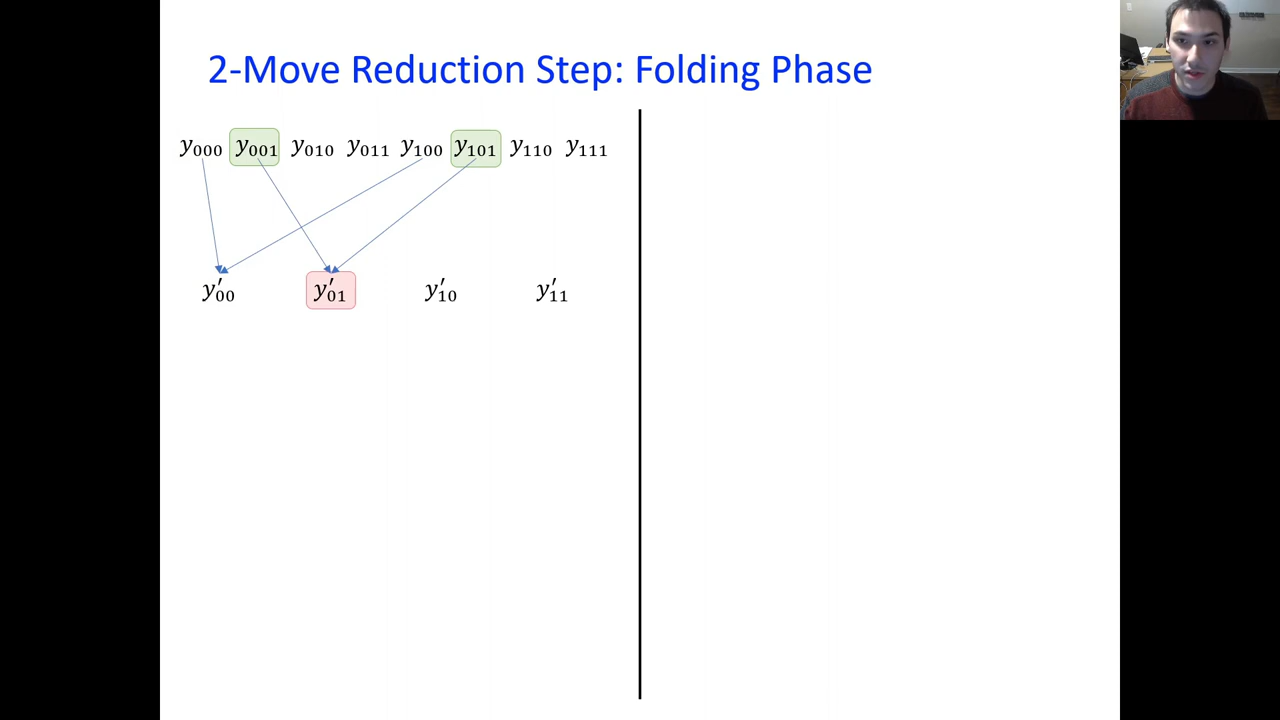 2-Move Reduction Step: Folding Phase
y₀₀₀ y₀₀₁ y₀₁₀ y₀₁₁ y₁₀₀ y₁₀₁ y₁₁₀ y₁₁₁
y′₀₀ y′₀₁ y′₁₀ y′₁₁